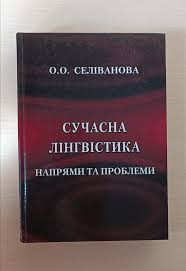 О.О. СЕЛІВАНОВА
СУЧАСНА
ЛІНГВІСТИКА
НАПРЯМИ ТА ПРОБЛЕМИ